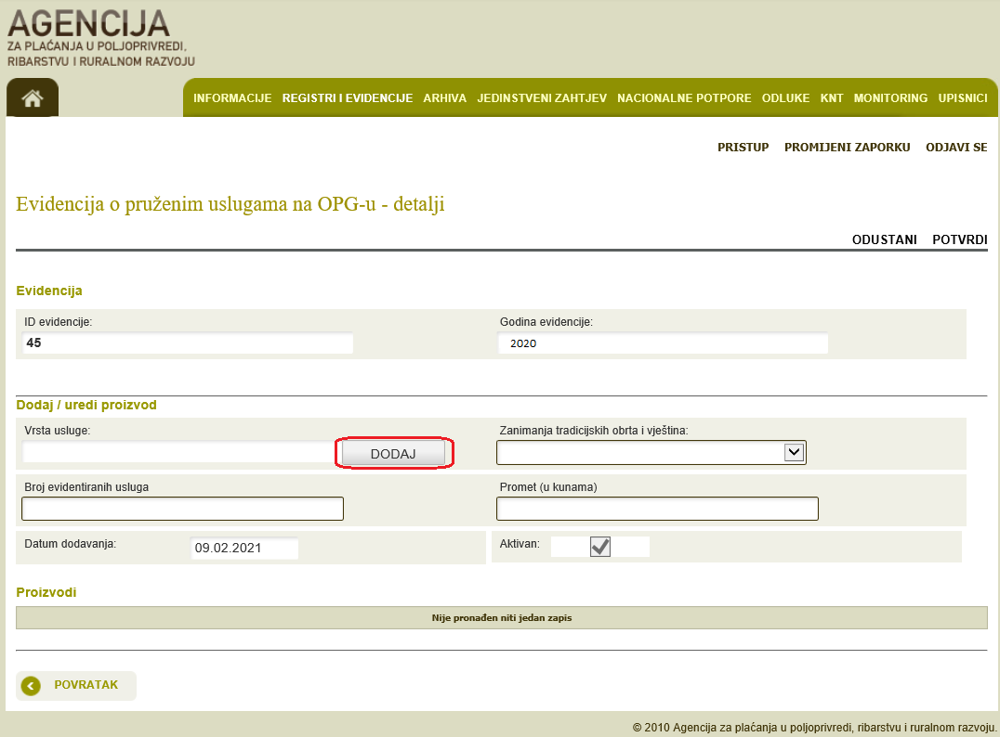 AGENCIJA
ZA PLAĆANJA U POLJOPRIVREDI,
RIBARSTVU I RURALNOM RAZVOJU
INFORMACIJE REGISTRI I EVIDENCIJE ARHIVA JEDINSTVENI ZAHTJEV NACIONALNE POTPORE ODLUKE KNT MONITORING UPISNICI
PRISTUP PROMIJENI ZAPORKU ODJAVI SE
Evidencija o pruženim uslugama na OPG-u - detalji
ODUSTANI POTVRDI
Evidencija
ID evidencije: Godina evidencije:
45 2020
Dodaj / uredi proizvod
Vrsta usluge: Zanimanja tradicijskih obrta i vještina:
DODAJ
Broj evidentiranih usluga Promet (u kunama)
Datum dodavanja: 09.02.2021 Aktivan:
Proizvodi
Nije pronađen niti jedan zapis
POVRATAK
© 2010 Agencija za plaćanja u poljoprivredi, ribarstvu i ruralnom razvoju.